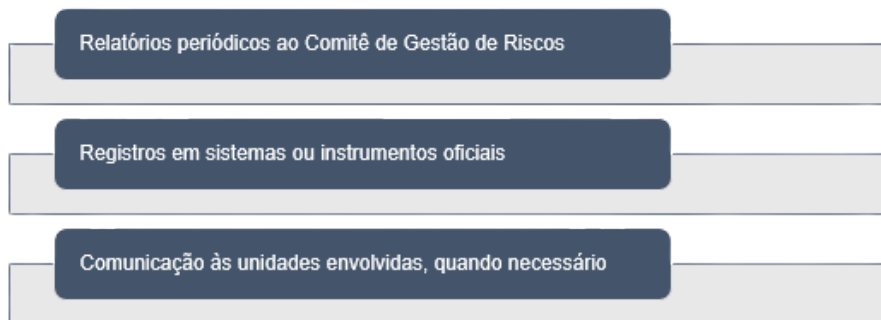 Relatórios periódicos ao Comitê de Gestão de Riscos
Registros em sistemas ou instrumentos oficiais
Comunicação às unidades envolvidas, quando necessário